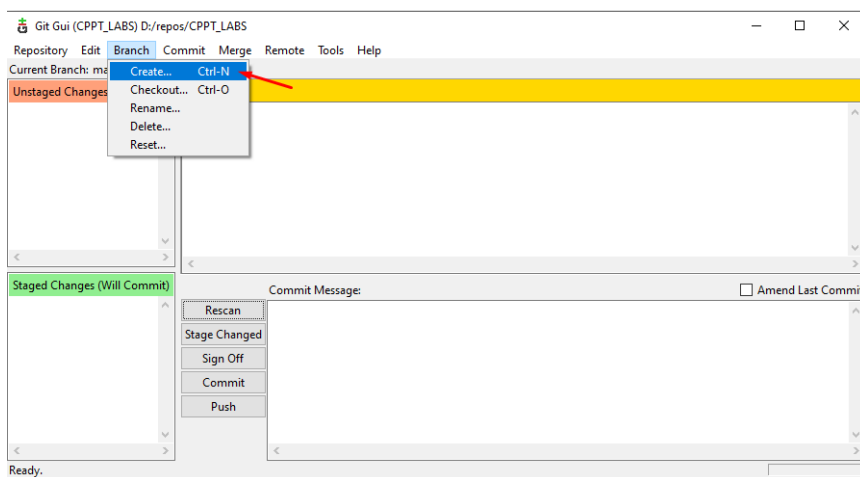 Git Gui (CPPT_LABS) D:/repos/CPPT_LABS
Repository Edit Branch Commit Merge Remote Tools Help
Current Branch: ma
Create... Ctrl-N
Unstaged Changes
Checkout... Ctrl-O
Rename...
Delete...
Reset...
Staged Changes (Will Commit)
Commit Message:
Amend Last Commi
Rescan
Stage Changed
Sign Off
Commit
Push
Ready.